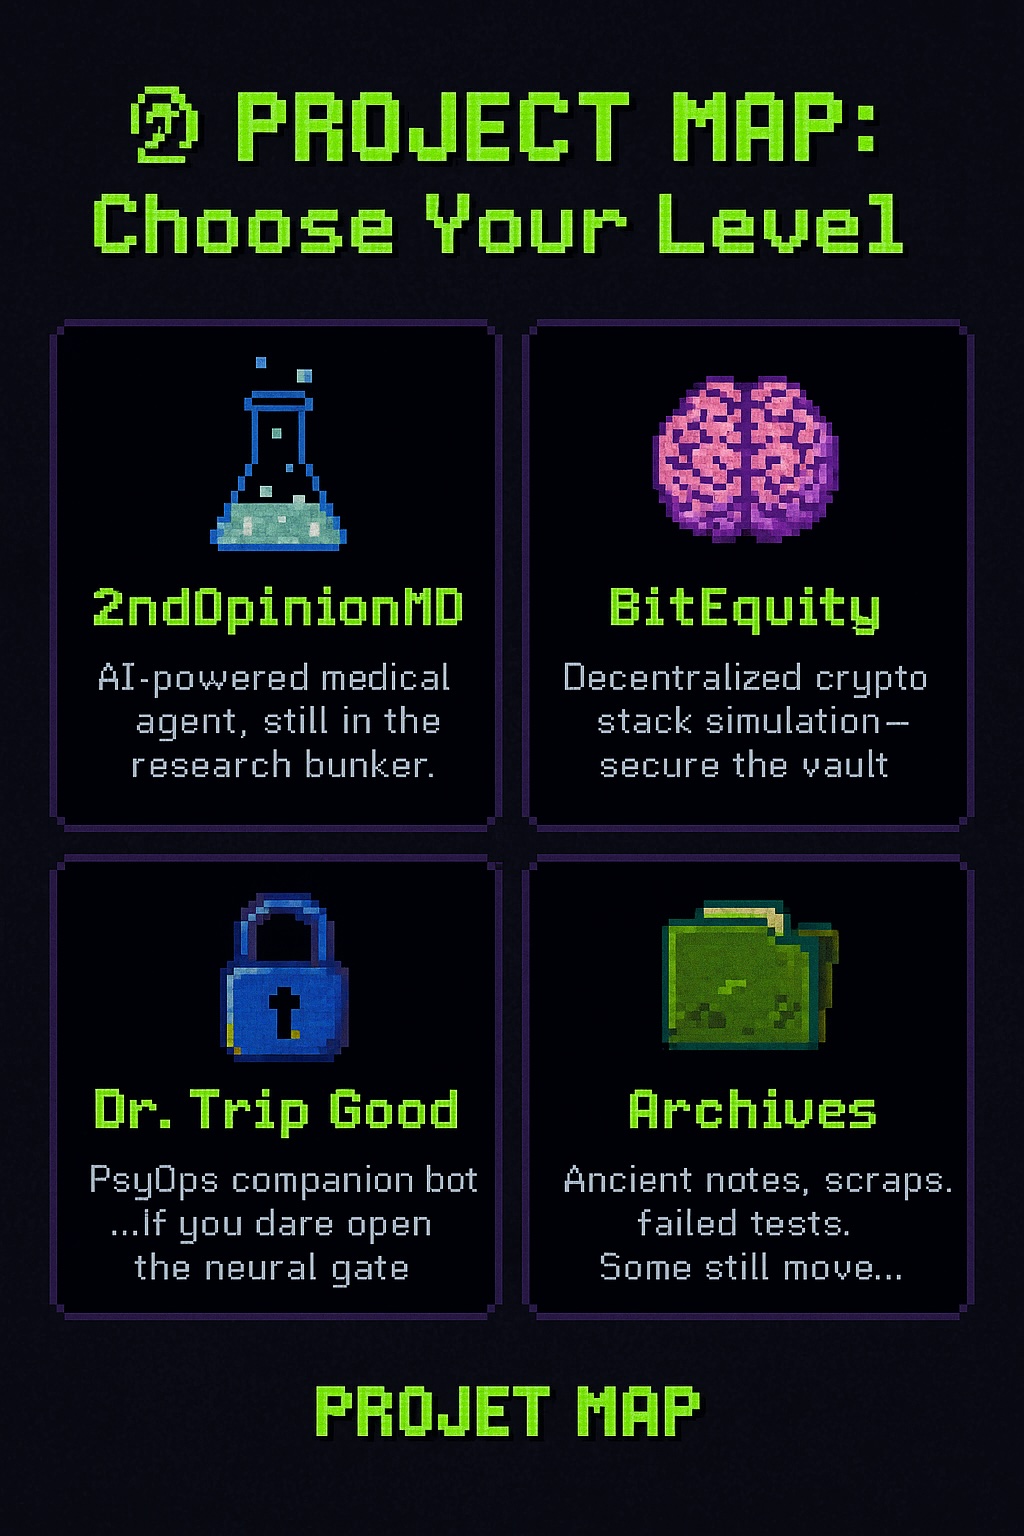 PROJECT MAP:
Choose Your Level
2ndOpinionMD
AI-powered medical
agent, still in the
research bunker.
BitEquity
Decentralized crypto
stack simulation—
secure the vault
Dr. Trip Good
PsyOps companion bot
...If you dare open
the neural gate
Archives
Ancient notes, scraps.
failed tests.
Some still move...
PROJET MAP